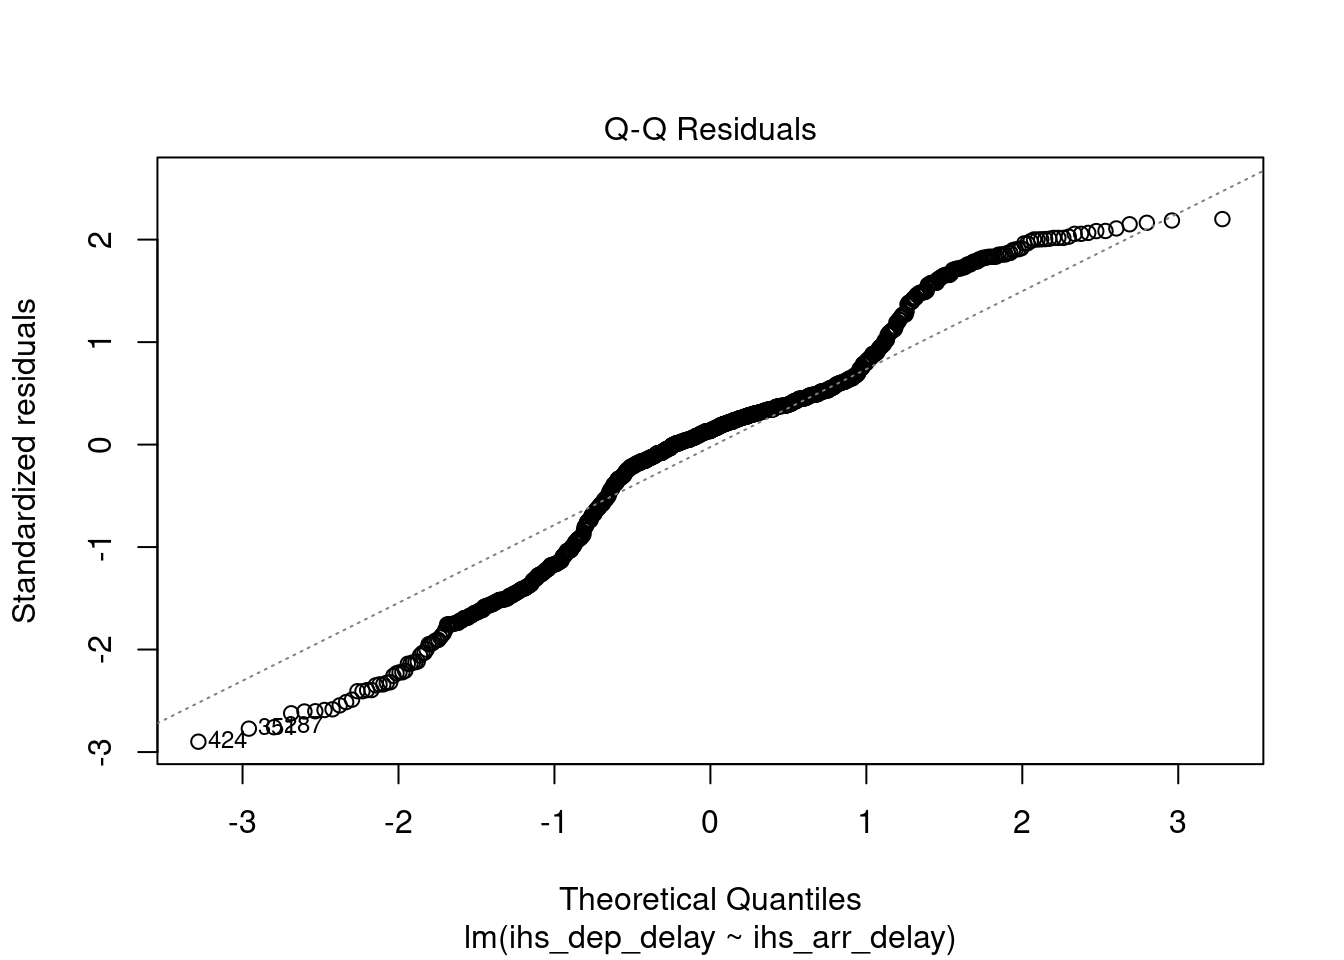 Q-Q Residuals
Standardized residuals
2
1
0
-1
-2
-3
424
-3 -2 -1 0 1 2 3
Theoretical Quantiles
lm(ihs_dep_delay ~ ihs_arr_delay)